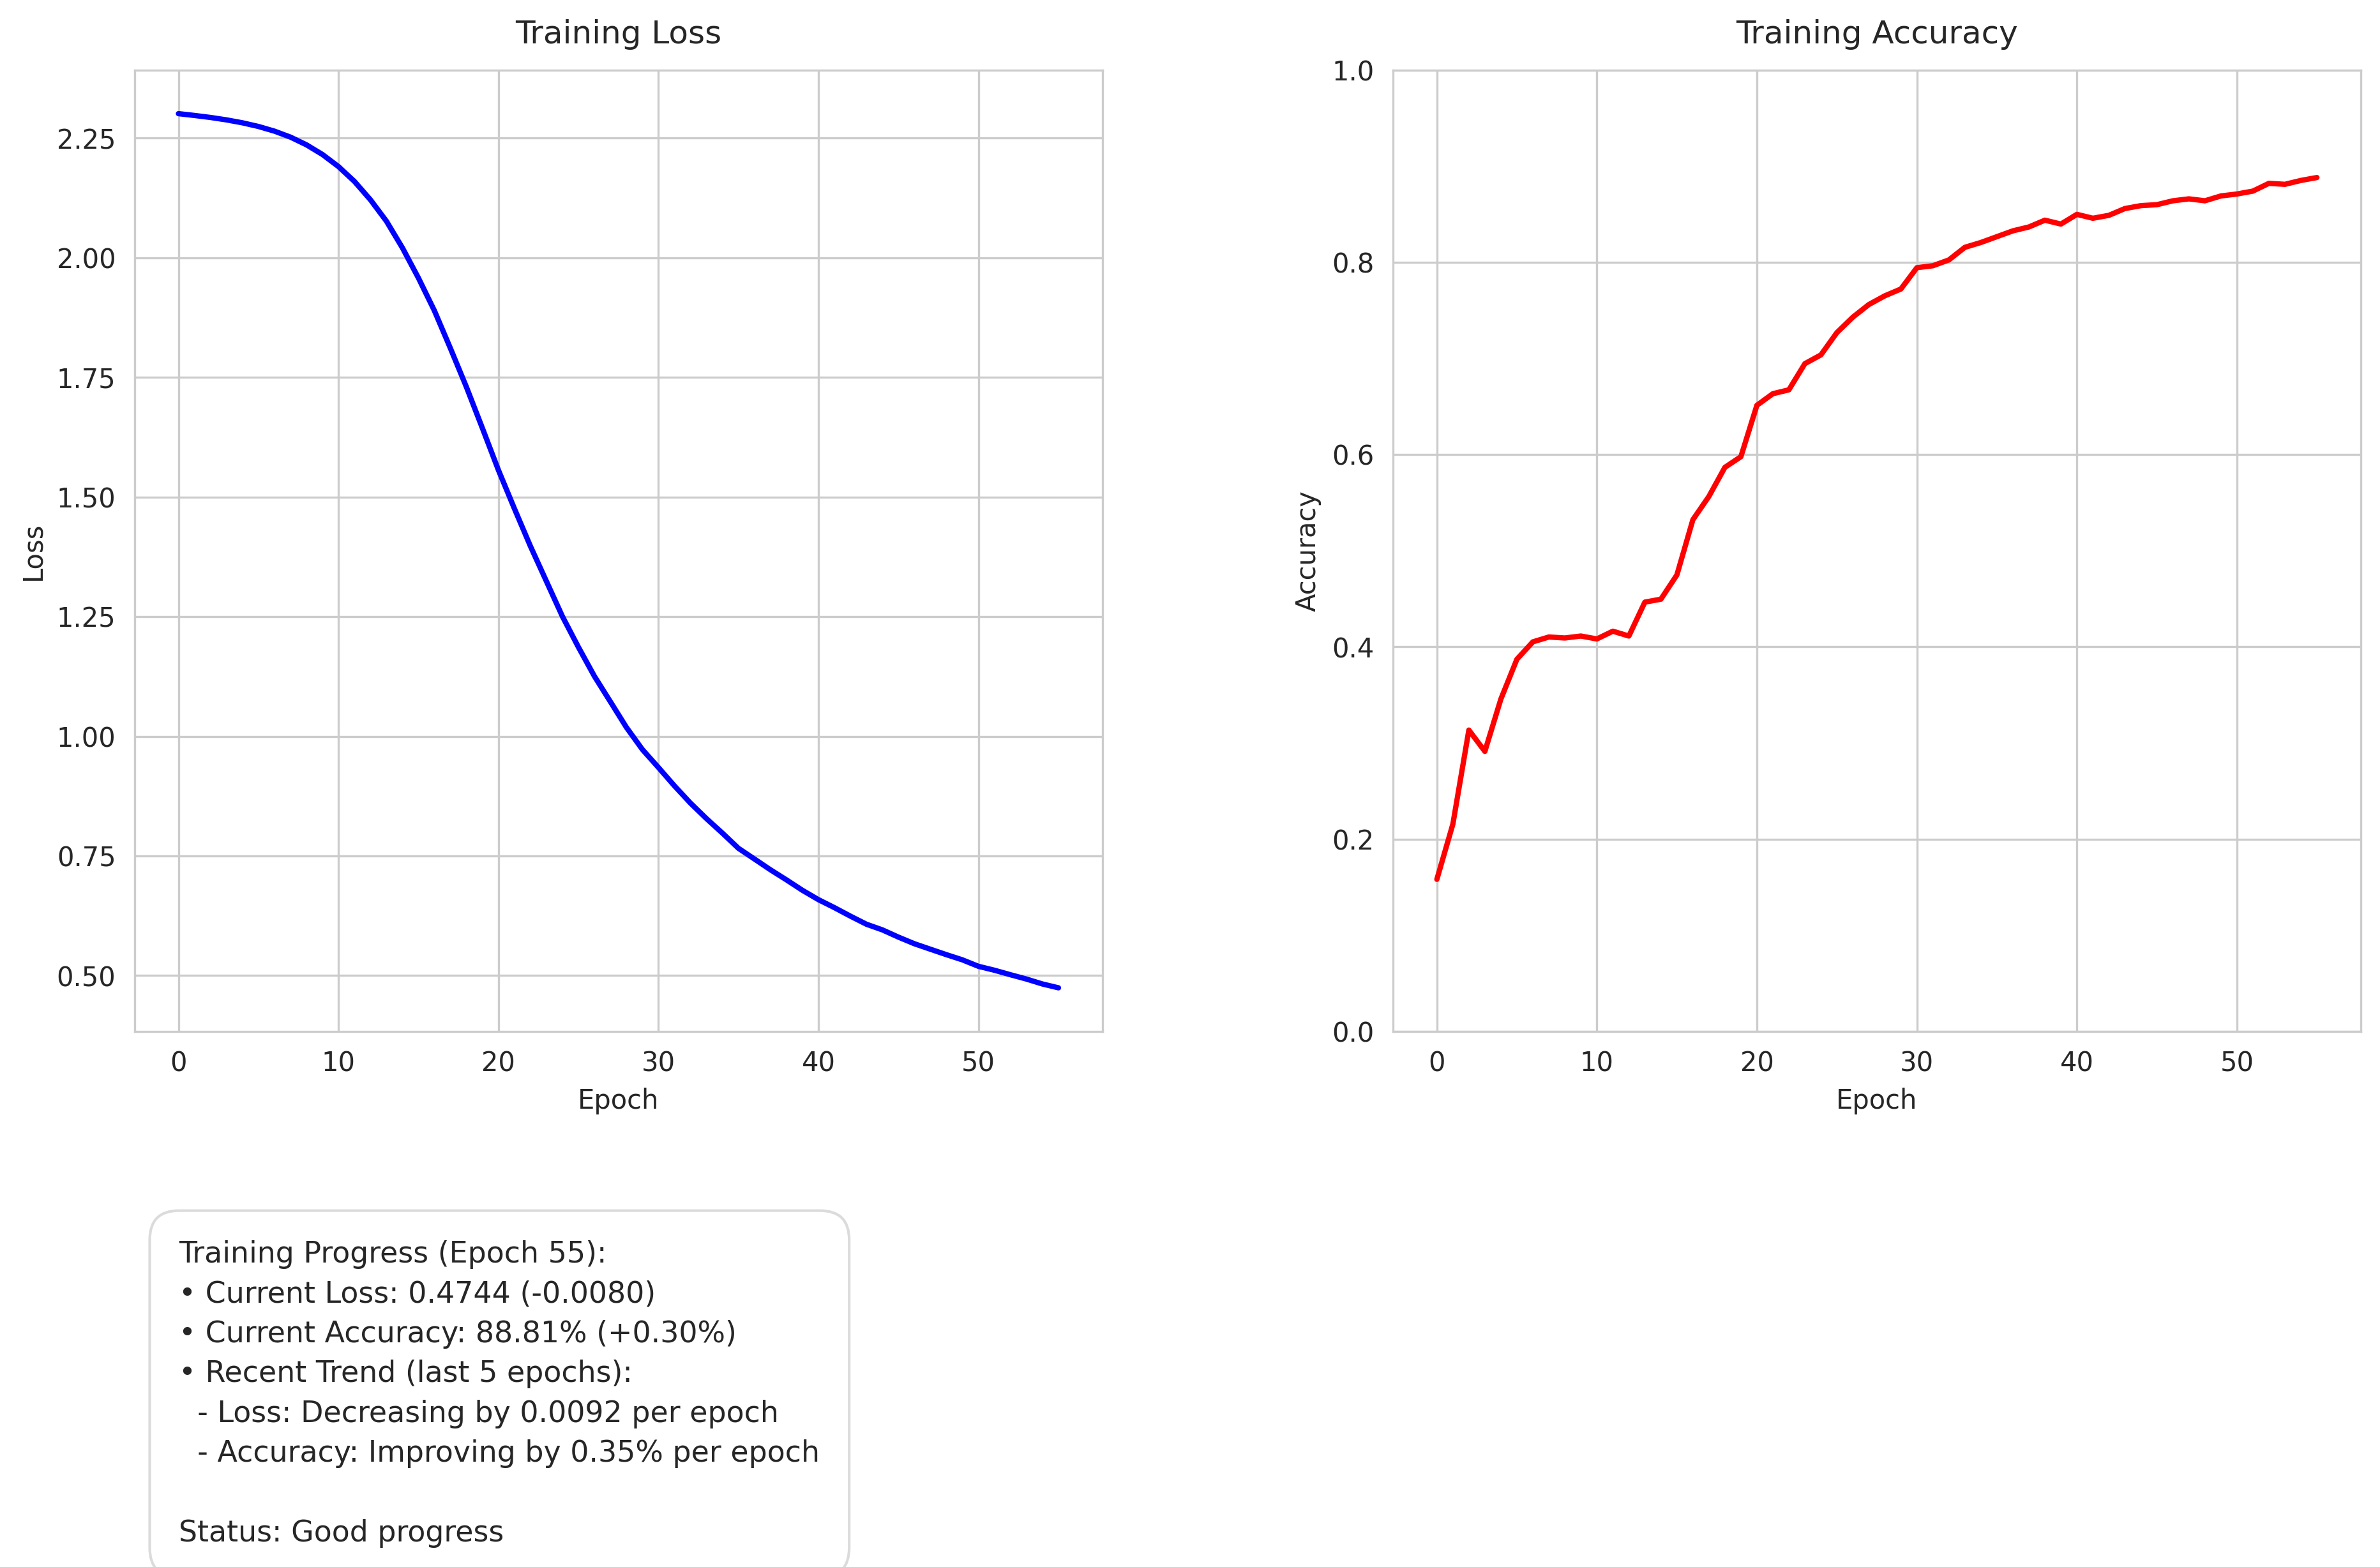 Training Loss
2.25
2.00
1.75
1.50
1.25
1.00
0.75
0.50
Loss
0 10 20 30 40 50
Epoch
Training Accuracy
1.0
0.8
0.6
0.4
0.2
0.0
Accuracy
0 10 20 30 40 50
Epoch
Training Progress (Epoch 55):
• Current Loss: 0.4744 (-0.0080)
• Current Accuracy: 88.81% (+0.30%)
• Recent Trend (last 5 epochs):
- Loss: Decreasing by 0.0092 per epoch
- Accuracy: Improving by 0.35% per epoch
Status: Good progress